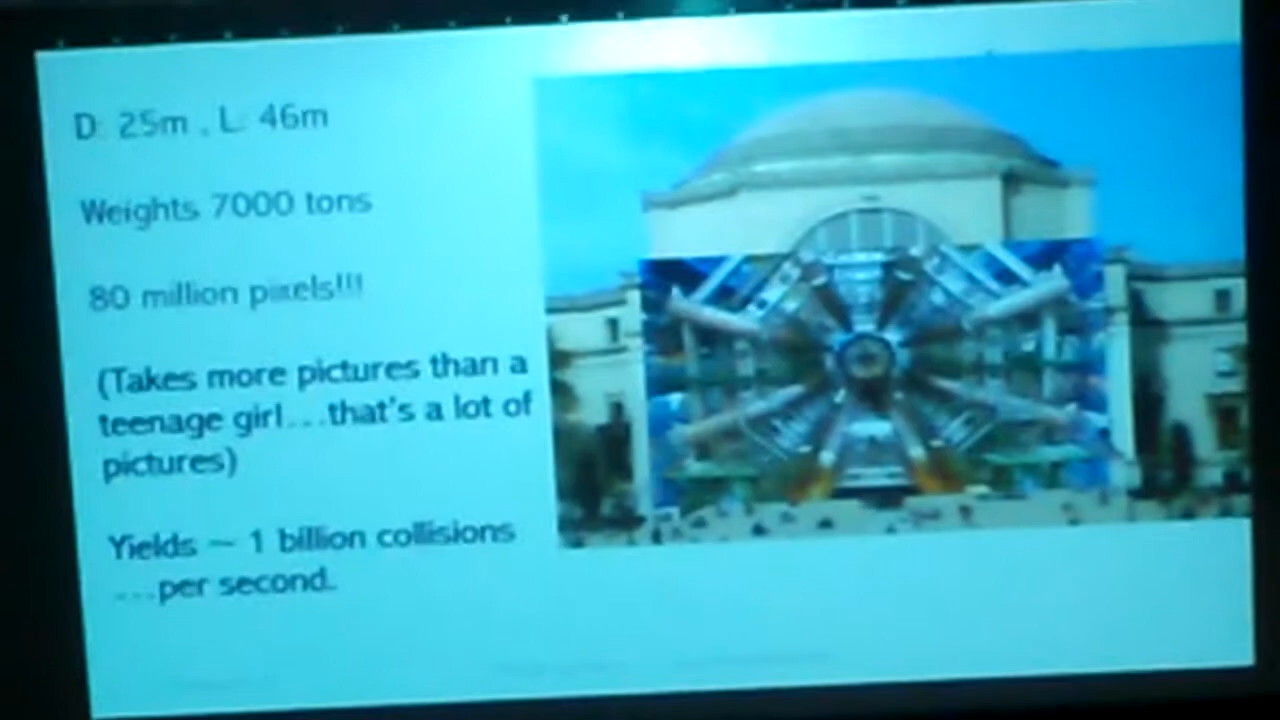 D: 25m , L: 46m
Weights 7000 tons
80 million pixels!!!
(Takes more pictures than a
teenage girl...that's a lot of
pictures)
Yields ~ 1 billion collisions
...per second.